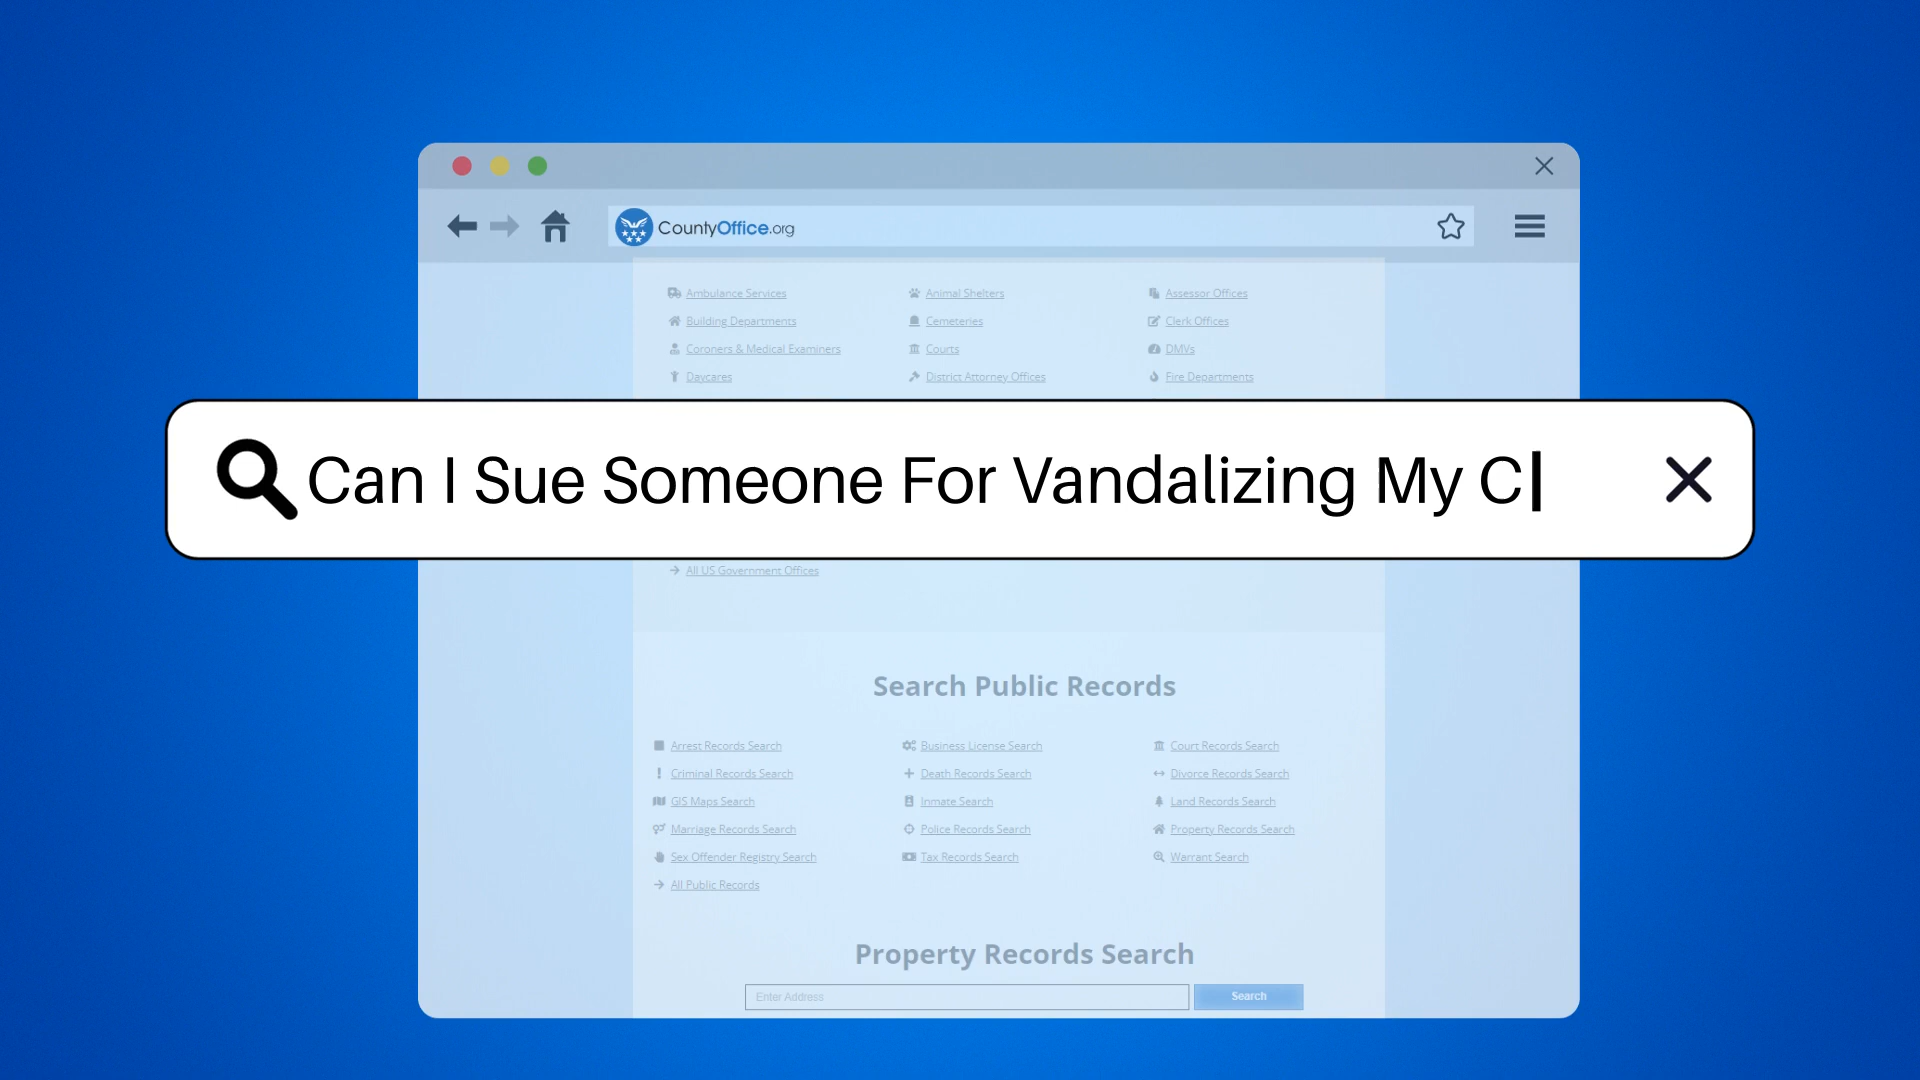 CountyOffice.org
Ambulance Services Animal Shelters Assessor Offices
Building Departments Cemeteries Clerk Offices
Coroners & Medical Examiners Courts DMVs
Daycares District Attorney Offices Fire Departments
Can I Sue Someone For Vandalizing My C
All US Government Offices
Search Public Records
Arrest Records Search Business License Search Court Records Search
Criminal Records Search Death Records Search Divorce Records Search
GIS Maps Search Inmate Search Land Records Search
Marriage Records Search Police Records Search Property Records Search
Sex Offender Registry Search Tax Records Search Warrant Search
All Public Records
Property Records Search
Enter Address Search